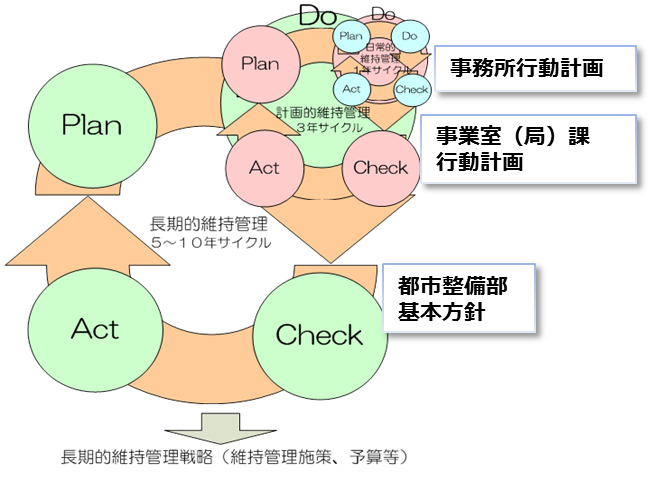 Do
Do
Plan
Do
Plan
日常的
維持管理
1年サイクル
Act
Check
事務所行動計画
Plan
計画的維持管理
3年サイクル
事業室（局）課
行動計画
Act
Check
長期的維持管理
５～１０年サイクル
都市整備部
基本方針
Act
Check
長期的維持管理戦略（維持管理施策、予算等）